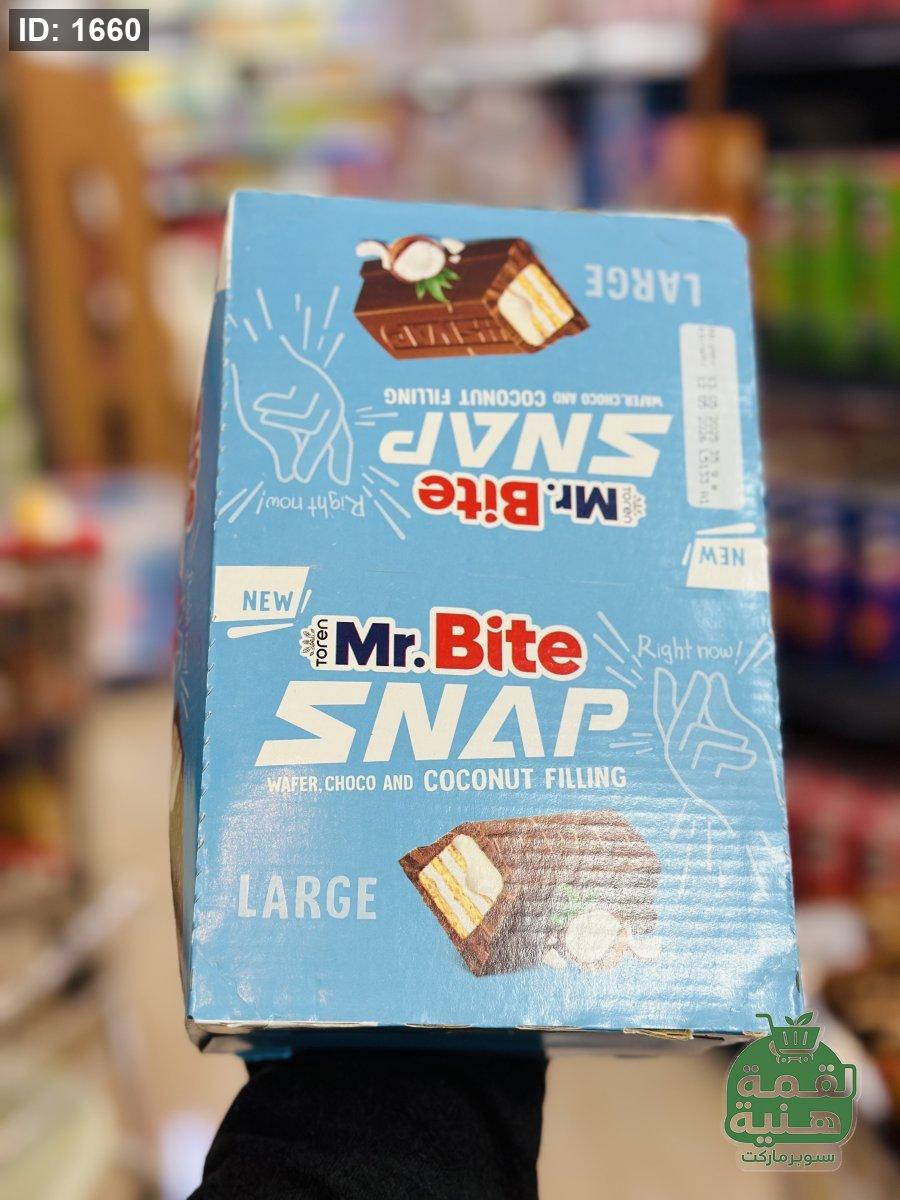 ID: 1660
LARGE
SNAP
WAFER, CHOCO AND COCONUT FILLING
SNAP
Mr. Bite
Toren
Right now!
NEW
NEW
Toren
Mr. Bite
Right now!
SNAP
WAFER, CHOCO AND COCONUT FILLING
LARGE
لقمة
هنية
سوبرماركت